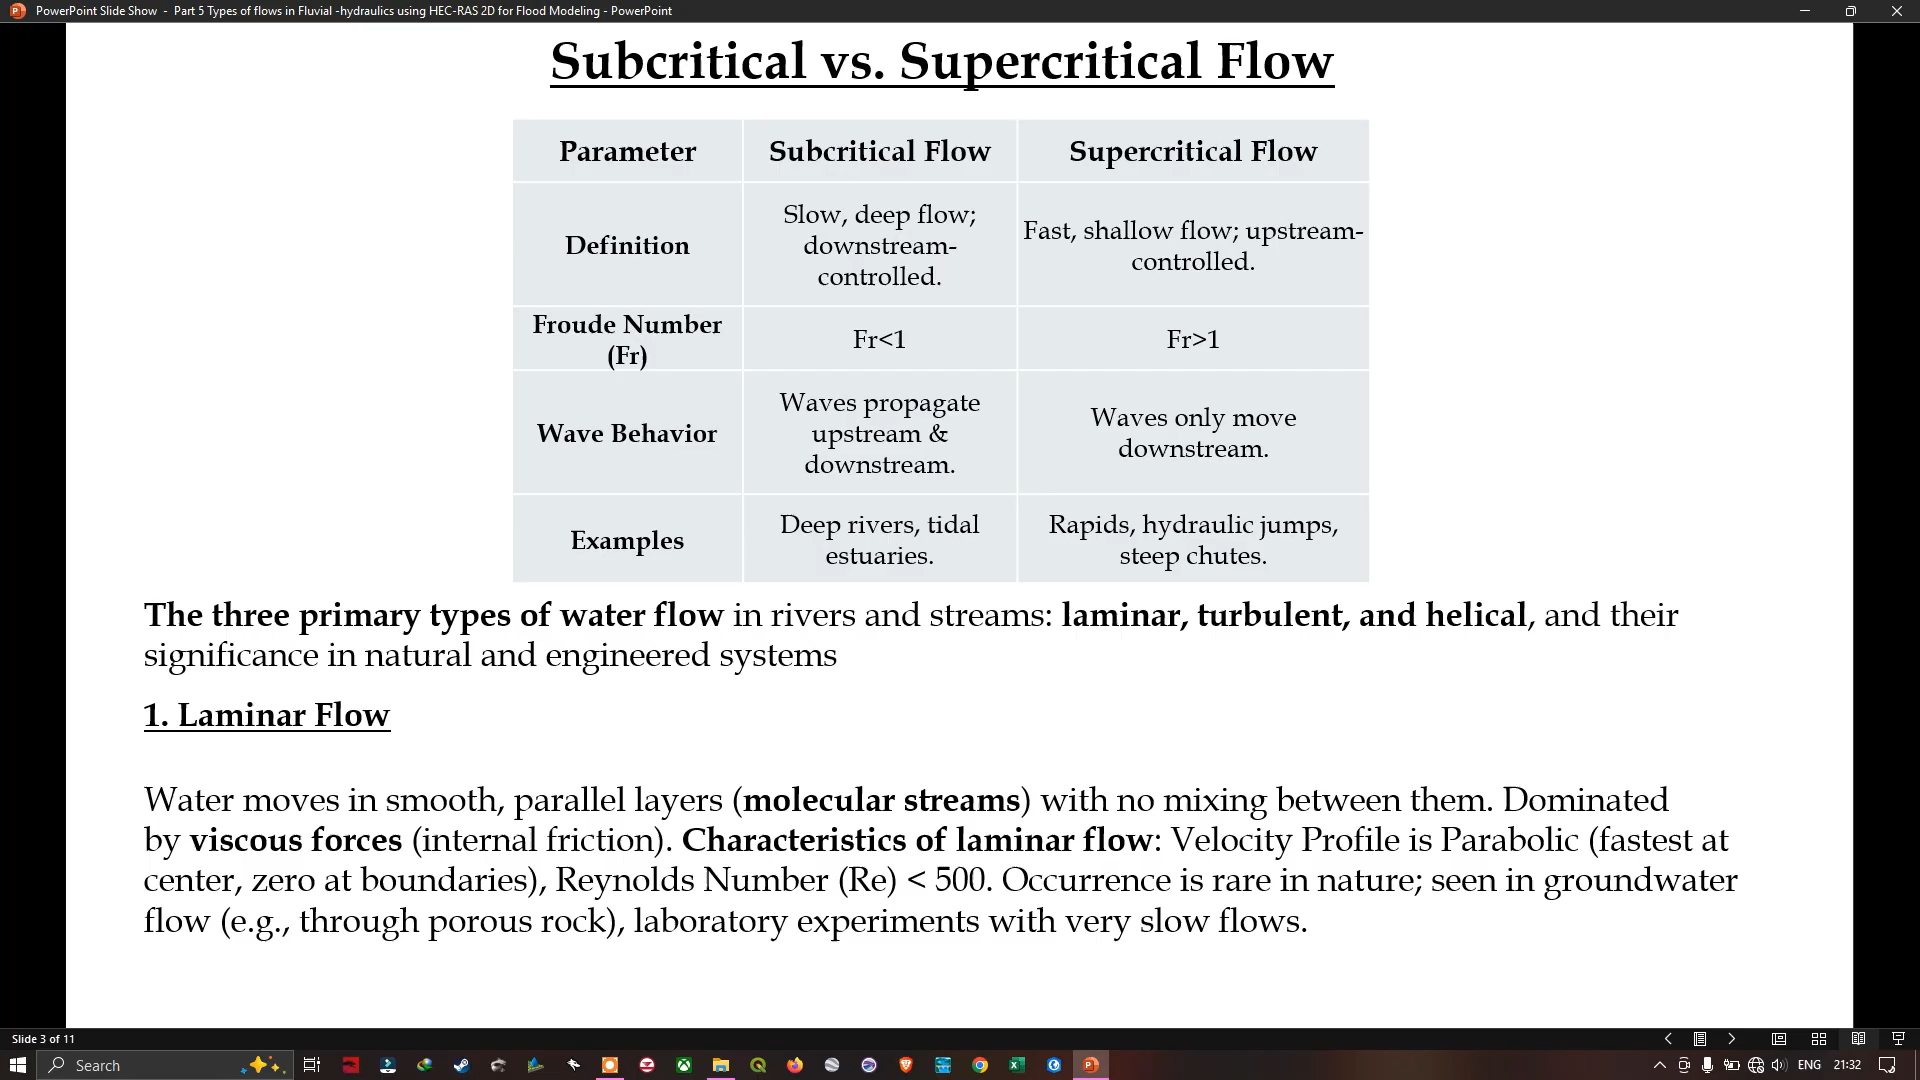 PowerPoint Slide Show - Part 5 Types of flows in Fluvial -hydraulics using HEC-RAS 2D for Flood Modeling - PowerPoint
Subcritical vs. Supercritical Flow
Parameter Subcritical Flow Supercritical Flow
Definition
Slow, deep flow;
downstream-
controlled.
Fast, shallow flow; upstream-
controlled.
Froude Number
(Fr)
Fr<1
Fr>1
Wave Behavior
Waves propagate
upstream &
downstream.
Waves only move
downstream.
Examples
Deep rivers, tidal
estuaries.
Rapids, hydraulic jumps,
steep chutes.
The three primary types of water flow in rivers and streams: laminar, turbulent, and helical, and their
significance in natural and engineered systems
1. Laminar Flow
Water moves in smooth, parallel layers (molecular streams) with no mixing between them. Dominated
by viscous forces (internal friction). Characteristics of laminar flow: Velocity Profile is Parabolic (fastest at
center, zero at boundaries), Reynolds Number (Re) < 500. Occurrence is rare in nature; seen in groundwater
flow (e.g., through porous rock), laboratory experiments with very slow flows.
Slide 3 of 11
Search
ENG 21:32